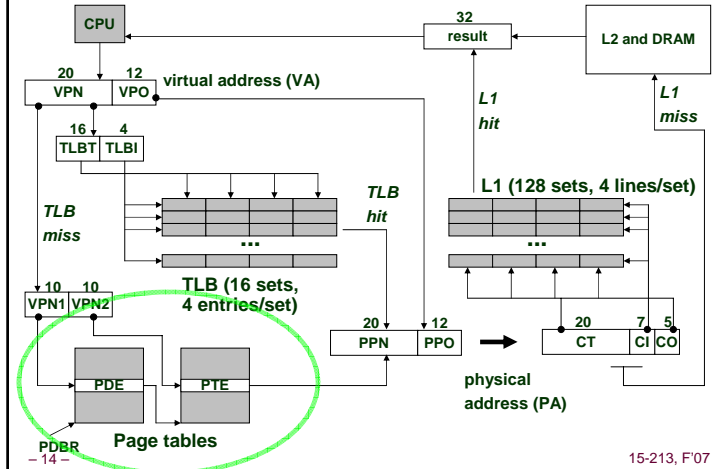 CPU
32
result
L2 and DRAM
20 12
VPN VPO
virtual address (VA)
L1
hit
L1
miss
16 4
TLBT TLBI
L1 (128 sets, 4 lines/set)
TLB
miss
TLB
hit
...
...
TLB (16 sets,
4 entries/set)
10 10
VPN1 VPN2
20 12
PPN PPO
20 7 5
CT CI CO
physical
address (PA)
PDE
PTE
Page tables
PDBR
– 14 –
15-213, F'07